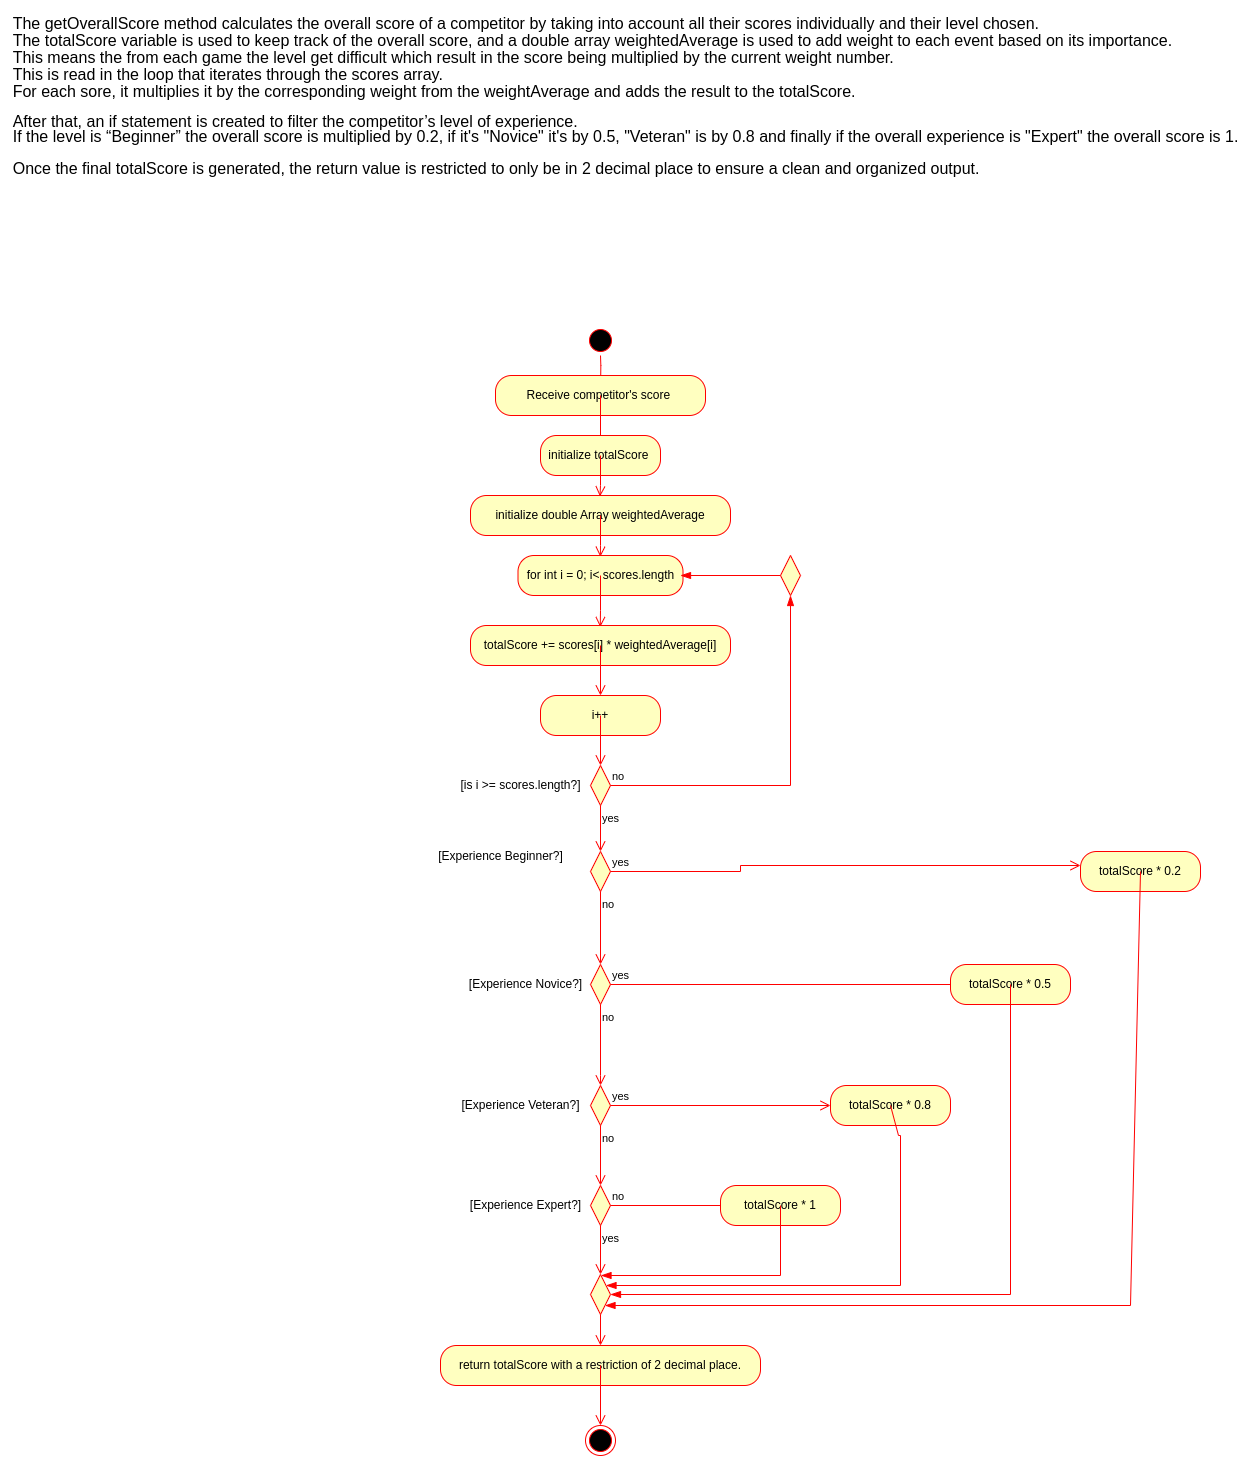 The getOverallScore method calculates the overall score of a competitor by taking into account all their scores individually and their level chosen.
The totalScore variable is used to keep track of the overall score, and a double array weightedAverage is used to add weight to each event based on its importance.
This means the from each game the level get difficult which result in the score being multiplied by the current weight number.
This is read in the loop that iterates through the scores array.
For each sore, it multiplies it by the corresponding weight from the weightAverage and adds the result to the totalScore.
After that, an if statement is created to filter the competitor’s level of experience.
If the level is “Beginner” the overall score is multiplied by 0.2, if it's "Novice" it's by 0.5, "Veteran" is by 0.8 and finally if the overall experience is "Expert" the overall score is 1.
Once the final totalScore is generated, the return value is restricted to only be in 2 decimal place to ensure a clean and organized output.
Receive competitor's score
initialize totalScore
initialize double Array weightedAverage
for int i = 0; i< scores.length
totalScore += scores[i] * weightedAverage[i]
i++
[is i >= scores.length?]
no
yes
[Experience Beginner?]
yes
totalScore * 0.2
no
[Experience Novice?]
yes
totalScore * 0.5
no
[Experience Veteran?]
yes
totalScore * 0.8
no
[Experience Expert?]
no
totalScore * 1
yes
return totalScore with a restriction of 2 decimal place.